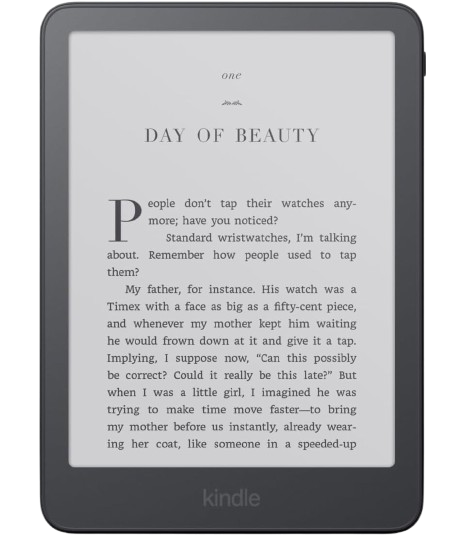 one
DAY OF BEAUTY
People don't tap their watches any-
more; have you noticed?
Standard wristwatches, I'm talking
about. Remember how people used to tap
them?
My father, for instance. His watch was a
Timex with a face as big as a fifty-cent piece,
and whenever my mother kept him waiting
he would frown down at it and give it a tap.
Implying, I suppose now, “Can this possibly
be correct? Could it really be this late?” But
when I was a little girl, I imagined he was
trying to make time move faster—to bring
my mother before us instantly, already wear-
ing her coat, like someone in a speeded-up
kindle